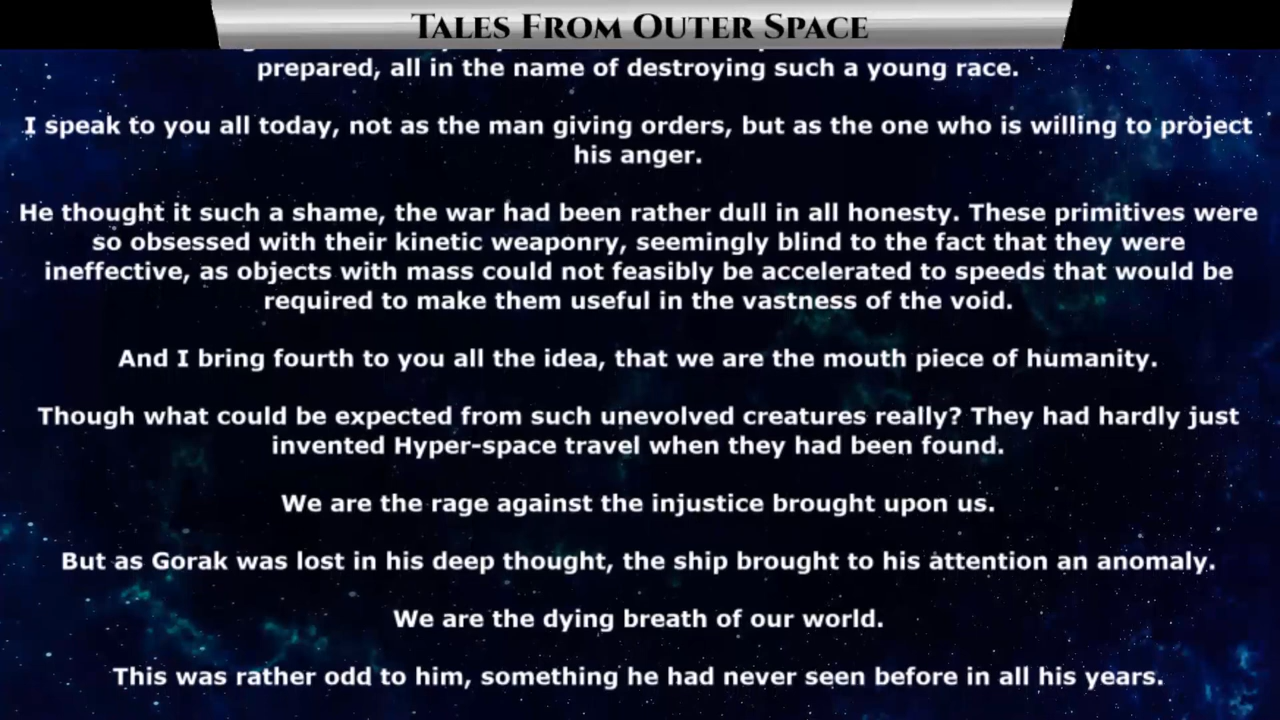 Tales From Outer Space
prepared, all in the name of destroying such a young race.
I speak to you all today, not as the man giving orders, but as the one who is willing to project
his anger.
He thought it such a shame, the war had been rather dull in all honesty. These primitives were
so obsessed with their kinetic weaponry, seemingly blind to the fact that they were
ineffective, as objects with mass could not feasibly be accelerated to speeds that would be
required to make them useful in the vastness of the void.
And I bring fourth to you all the idea, that we are the mouth piece of humanity.
Though what could be expected from such unevolved creatures really? They had hardly just
invented Hyper-space travel when they had been found.
We are the rage against the injustice brought upon us.
But as Gorak was lost in his deep thought, the ship brought to his attention an anomaly.
We are the dying breath of our world.
This was rather odd to him, something he had never seen before in all his years.